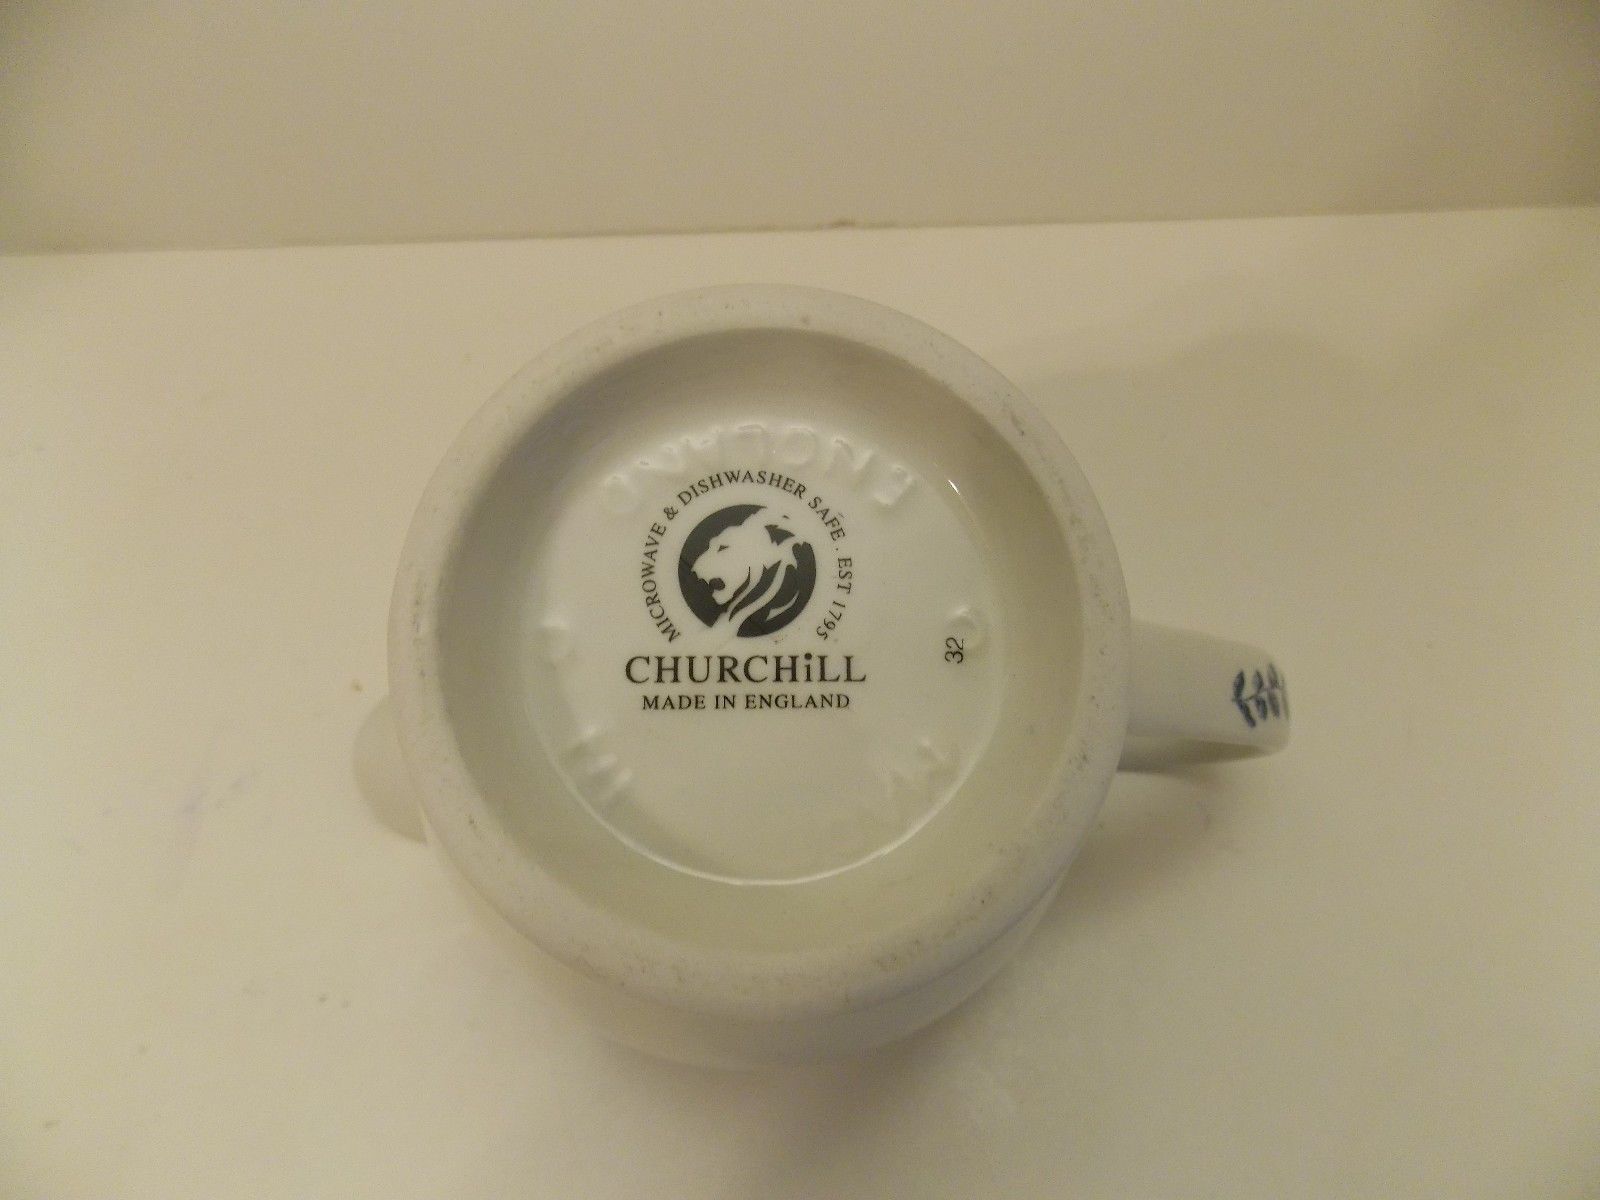 MICROWAVE & DISHWASHER SAFE . EST 1795
CHURCHiLL
MADE IN ENGLAND
32